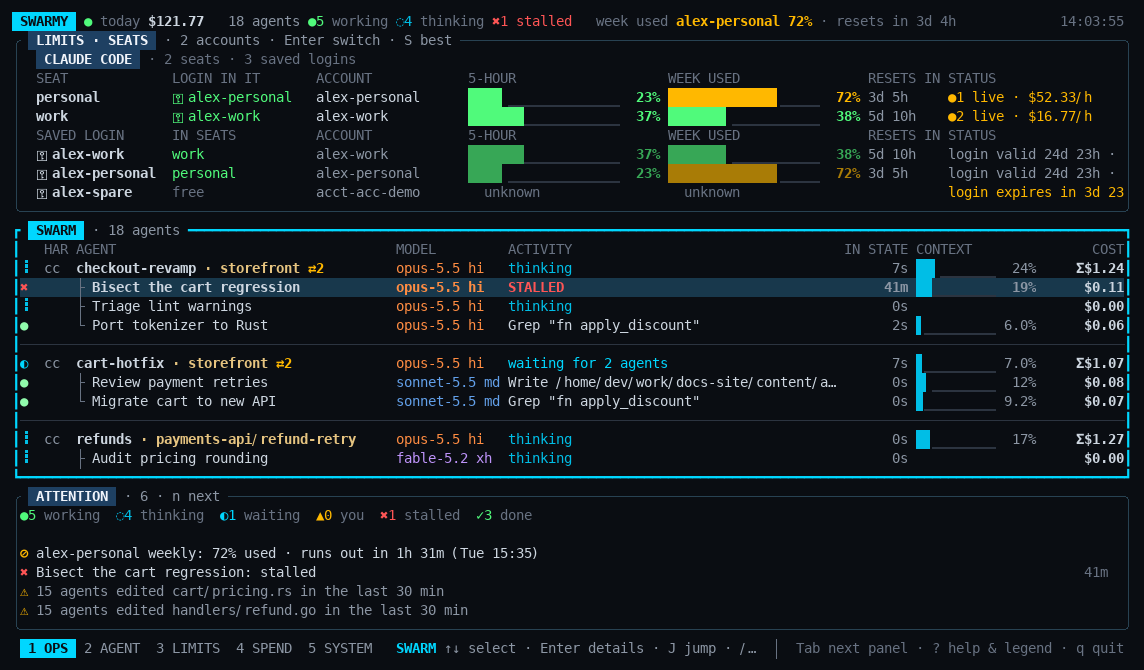 SWARMY ● today $121.77 18 agents ●5 working ◌4 thinking ✖1 stalled week used alex-personal 72% · resets in 3d 4h 14:03:55
LIMITS · SEATS · 2 accounts · Enter switch · S best
CLAUDE CODE · 2 seats · 3 saved logins
SEAT LOGIN IN IT ACCOUNT 5-HOUR WEEK USED RESETS IN STATUS
personal alex-personal alex-personal 23% 72% 3d 5h ●1 live · $52.33/h
work alex-work alex-work 37% 38% 5d 10h ●2 live · $16.77/h
SAVED LOGIN IN SEATS ACCOUNT 5-HOUR WEEK USED RESETS IN STATUS
alex-work work alex-work 37% 38% 5d 10h login valid 24d 23h ·
alex-personal personal alex-personal 23% 72% 3d 5h login valid 24d 23h ·
alex-spare free acct-acc-demo unknown unknown login expires in 3d 23
SWARM · 18 agents
HAR AGENT MODEL ACTIVITY IN STATE CONTEXT COST
cc checkout-revamp · storefront ⇄2 opus-5.5 hi thinking 7s 24% Σ$1.24
✖ Bisect the cart regression opus-5.5 hi STALLED 41m 19% $0.11
Triage lint warnings opus-5.5 hi thinking 0s $0.00
● Port tokenizer to Rust opus-5.5 hi Grep "fn apply_discount" 2s 6.0% $0.06
◐ cc cart-hotfix · storefront ⇄2 opus-5.5 hi waiting for 2 agents 7s 7.0% Σ$1.07
● Review payment retries sonnet-5.5 md Write /home/dev/work/docs-site/content/a… 0s 12% $0.08
● Migrate cart to new API sonnet-5.5 md Grep "fn apply_discount" 0s 9.2% $0.07
cc refunds · payments-api/refund-retry opus-5.5 hi thinking 0s 17% Σ$1.27
Audit pricing rounding fable-5.2 xh thinking 0s $0.00
ATTENTION · 6 · n next
●5 working ◌4 thinking ◐1 waiting ▲0 you ✖1 stalled ✓3 done
⊘ alex-personal weekly: 72% used · runs out in 1h 31m (Tue 15:35)
✖ Bisect the cart regression: stalled 41m
⚠ 15 agents edited cart/pricing.rs in the last 30 min
⚠ 15 agents edited handlers/refund.go in the last 30 min
1 OPS 2 AGENT 3 LIMITS 4 SPEND 5 SYSTEM SWARM ↑↓ select · Enter details · J jump · /… Tab next panel · ? help & legend · q quit